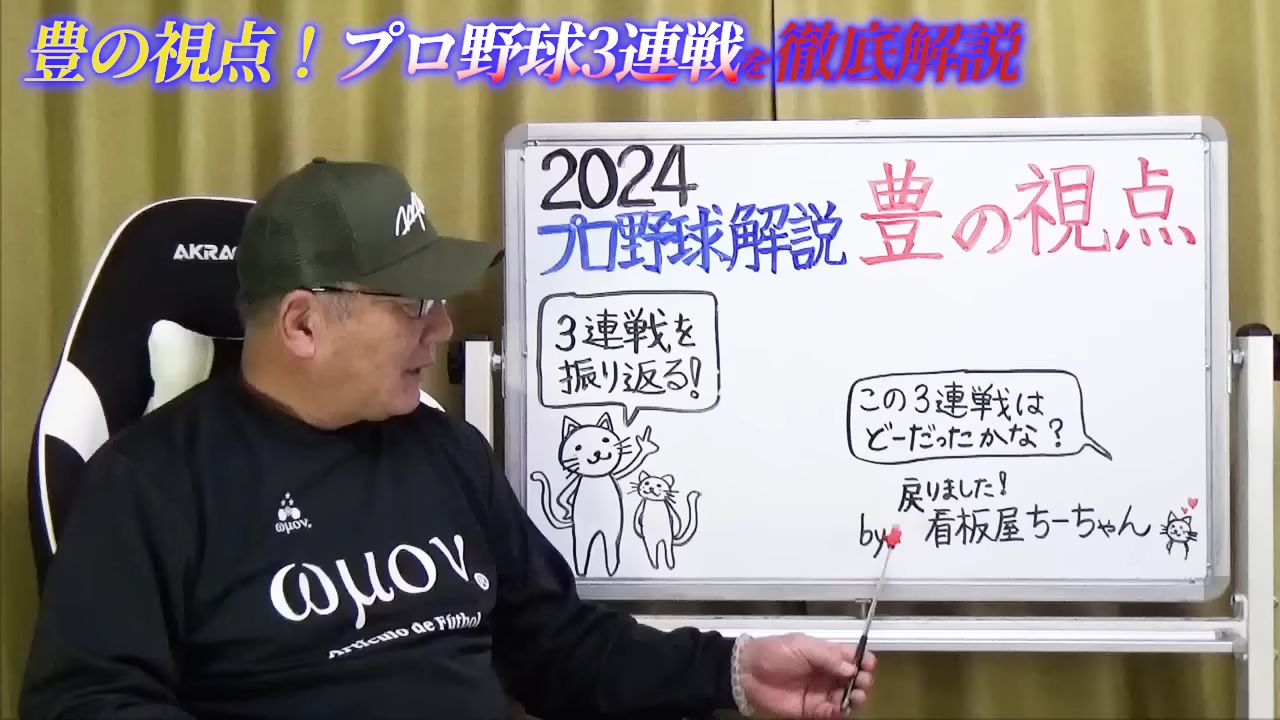 豊の視点！プロ野球3連戦を徹底解説
2024
プロ野球解説 豊の視点
3連戦を
振り返る!
この3連戦は
どーだったかな?
戻りました!
by 看板屋ちーちゃん
AKRA
ωμον.
ωμον.®
Artículo de Fútbol